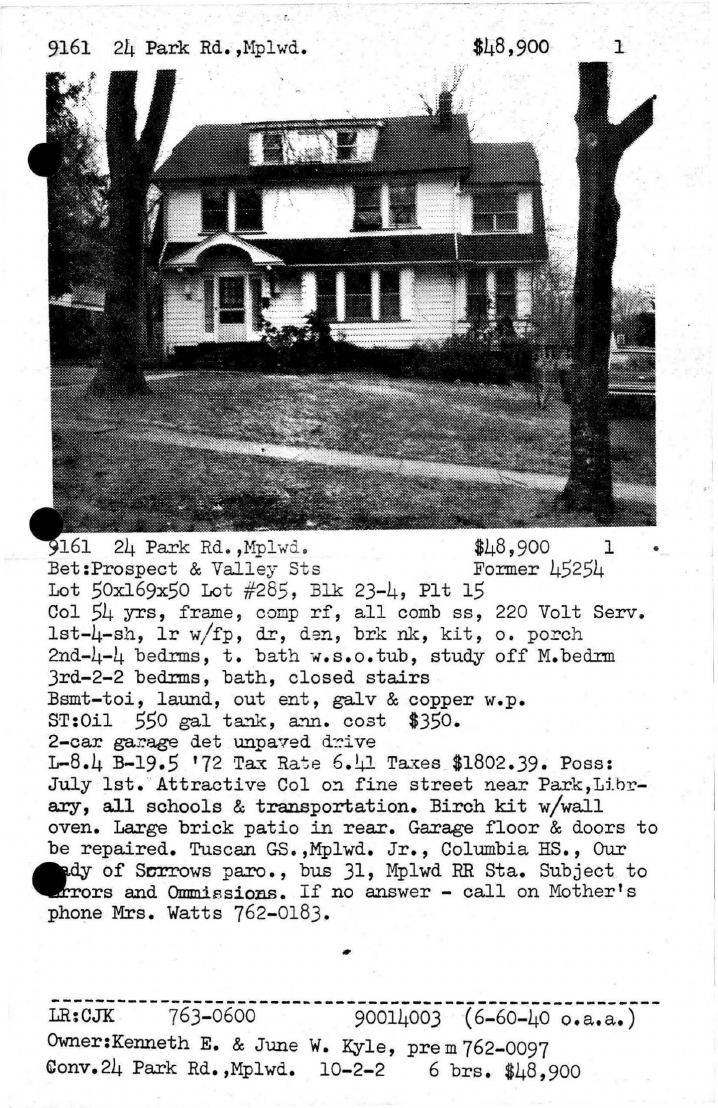 9161 24 Park Rd.,Mplwd. $48,900 1
9161 24 Park Rd.,Mplwd. $48,900 1
Bet:Prospect & Valley Sts Former 45254
Lot 50x169x50 Lot #285, Blk 23-4, Plt 15
Col 54 yrs, frame, comp rf, all comb ss, 220 Volt Serv.
1st-4-sh, lr w/fp, dr, den, brk nk, kit, o. porch
2nd-4-4 bedrms, t. bath w.s.o.tub, study off M.bedrm
3rd-2-2 bedrms, bath, closed stairs
Bsmt-toi, laund, out ent, galv & copper w.p.
ST:Oil 550 gal tank, ann. cost $350.
2-car garage det unpaved drive
L-8.4 B-19.5 '72 Tax Rate 6.41 Taxes $1802.39. Poss:
July 1st. Attractive Col on fine street near Park,Libr-
ary, all schools & transportation. Birch kit w/wall
oven. Large brick patio in rear. Garage floor & doors to
be repaired. Tuscan GS.,Mplwd. Jr., Columbia HS., Our
ady of Sorrows paro., bus 31, Mplwd RR Sta. Subject to
rrors and Ommissions. If no answer - call on Mother's
phone Mrs. Watts 762-0183.
LR:CJK 763-0600 90014003 (6-60-40 o.a.a.)
Owner:Kenneth E. & June W. Kyle, prem 762-0097
Conv.24 Park Rd.,Mplwd. 10-2-2 6 brs. $48,900